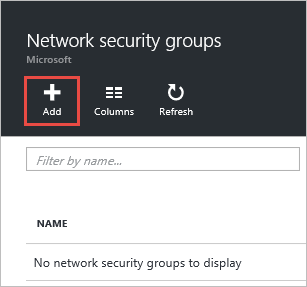 Network security groups
Microsoft
Add Columns Refresh
Filter by name...
NAME
No network security groups to display